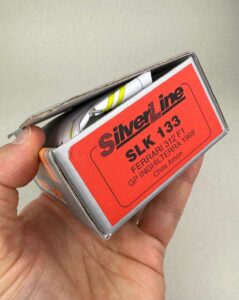 SilverLine
SLK 133
FERRARI 312 F1
GP INGHILTERRA 1969
Chris Amon